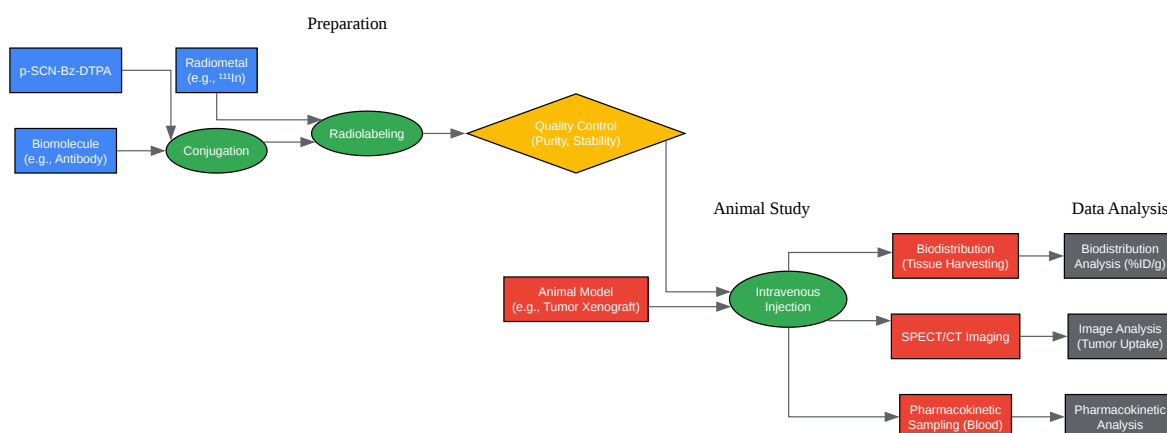 Preparation
p-SCN-Bz-DTPA
Radiometal
(e.g., ¹¹¹In)
Biomolecule
(e.g., Antibody)
Conjugation
Radiolabeling
Quality Control
(Purity, Stability)
Animal Study
Data Analysis
Animal Model
(e.g., Tumor Xenograft)
Intravenous
Injection
Biodistribution
(Tissue Harvesting)
Biodistribution
Analysis (%ID/g)
SPECT/CT Imaging
Image Analysis
(Tumor Uptake)
Pharmacokinetic
Sampling (Blood)
Pharmacokinetic
Analysis